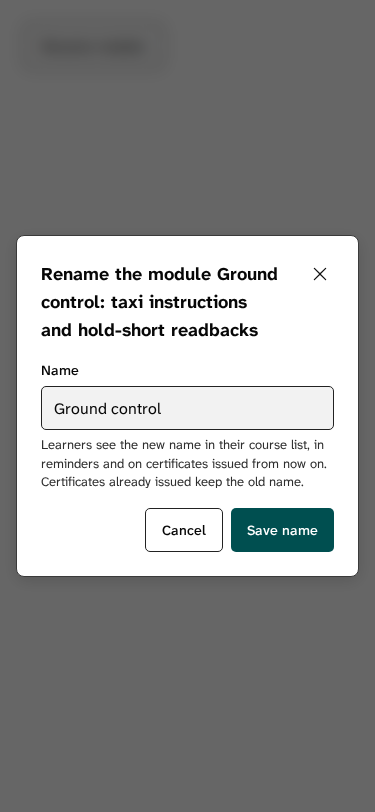 Rename the module Ground
control: taxi instructions
and hold-short readbacks
Name
Ground control
Learners see the new name in their course list, in
reminders and on certificates issued from now on.
Certificates already issued keep the old name.
Cancel
Save name